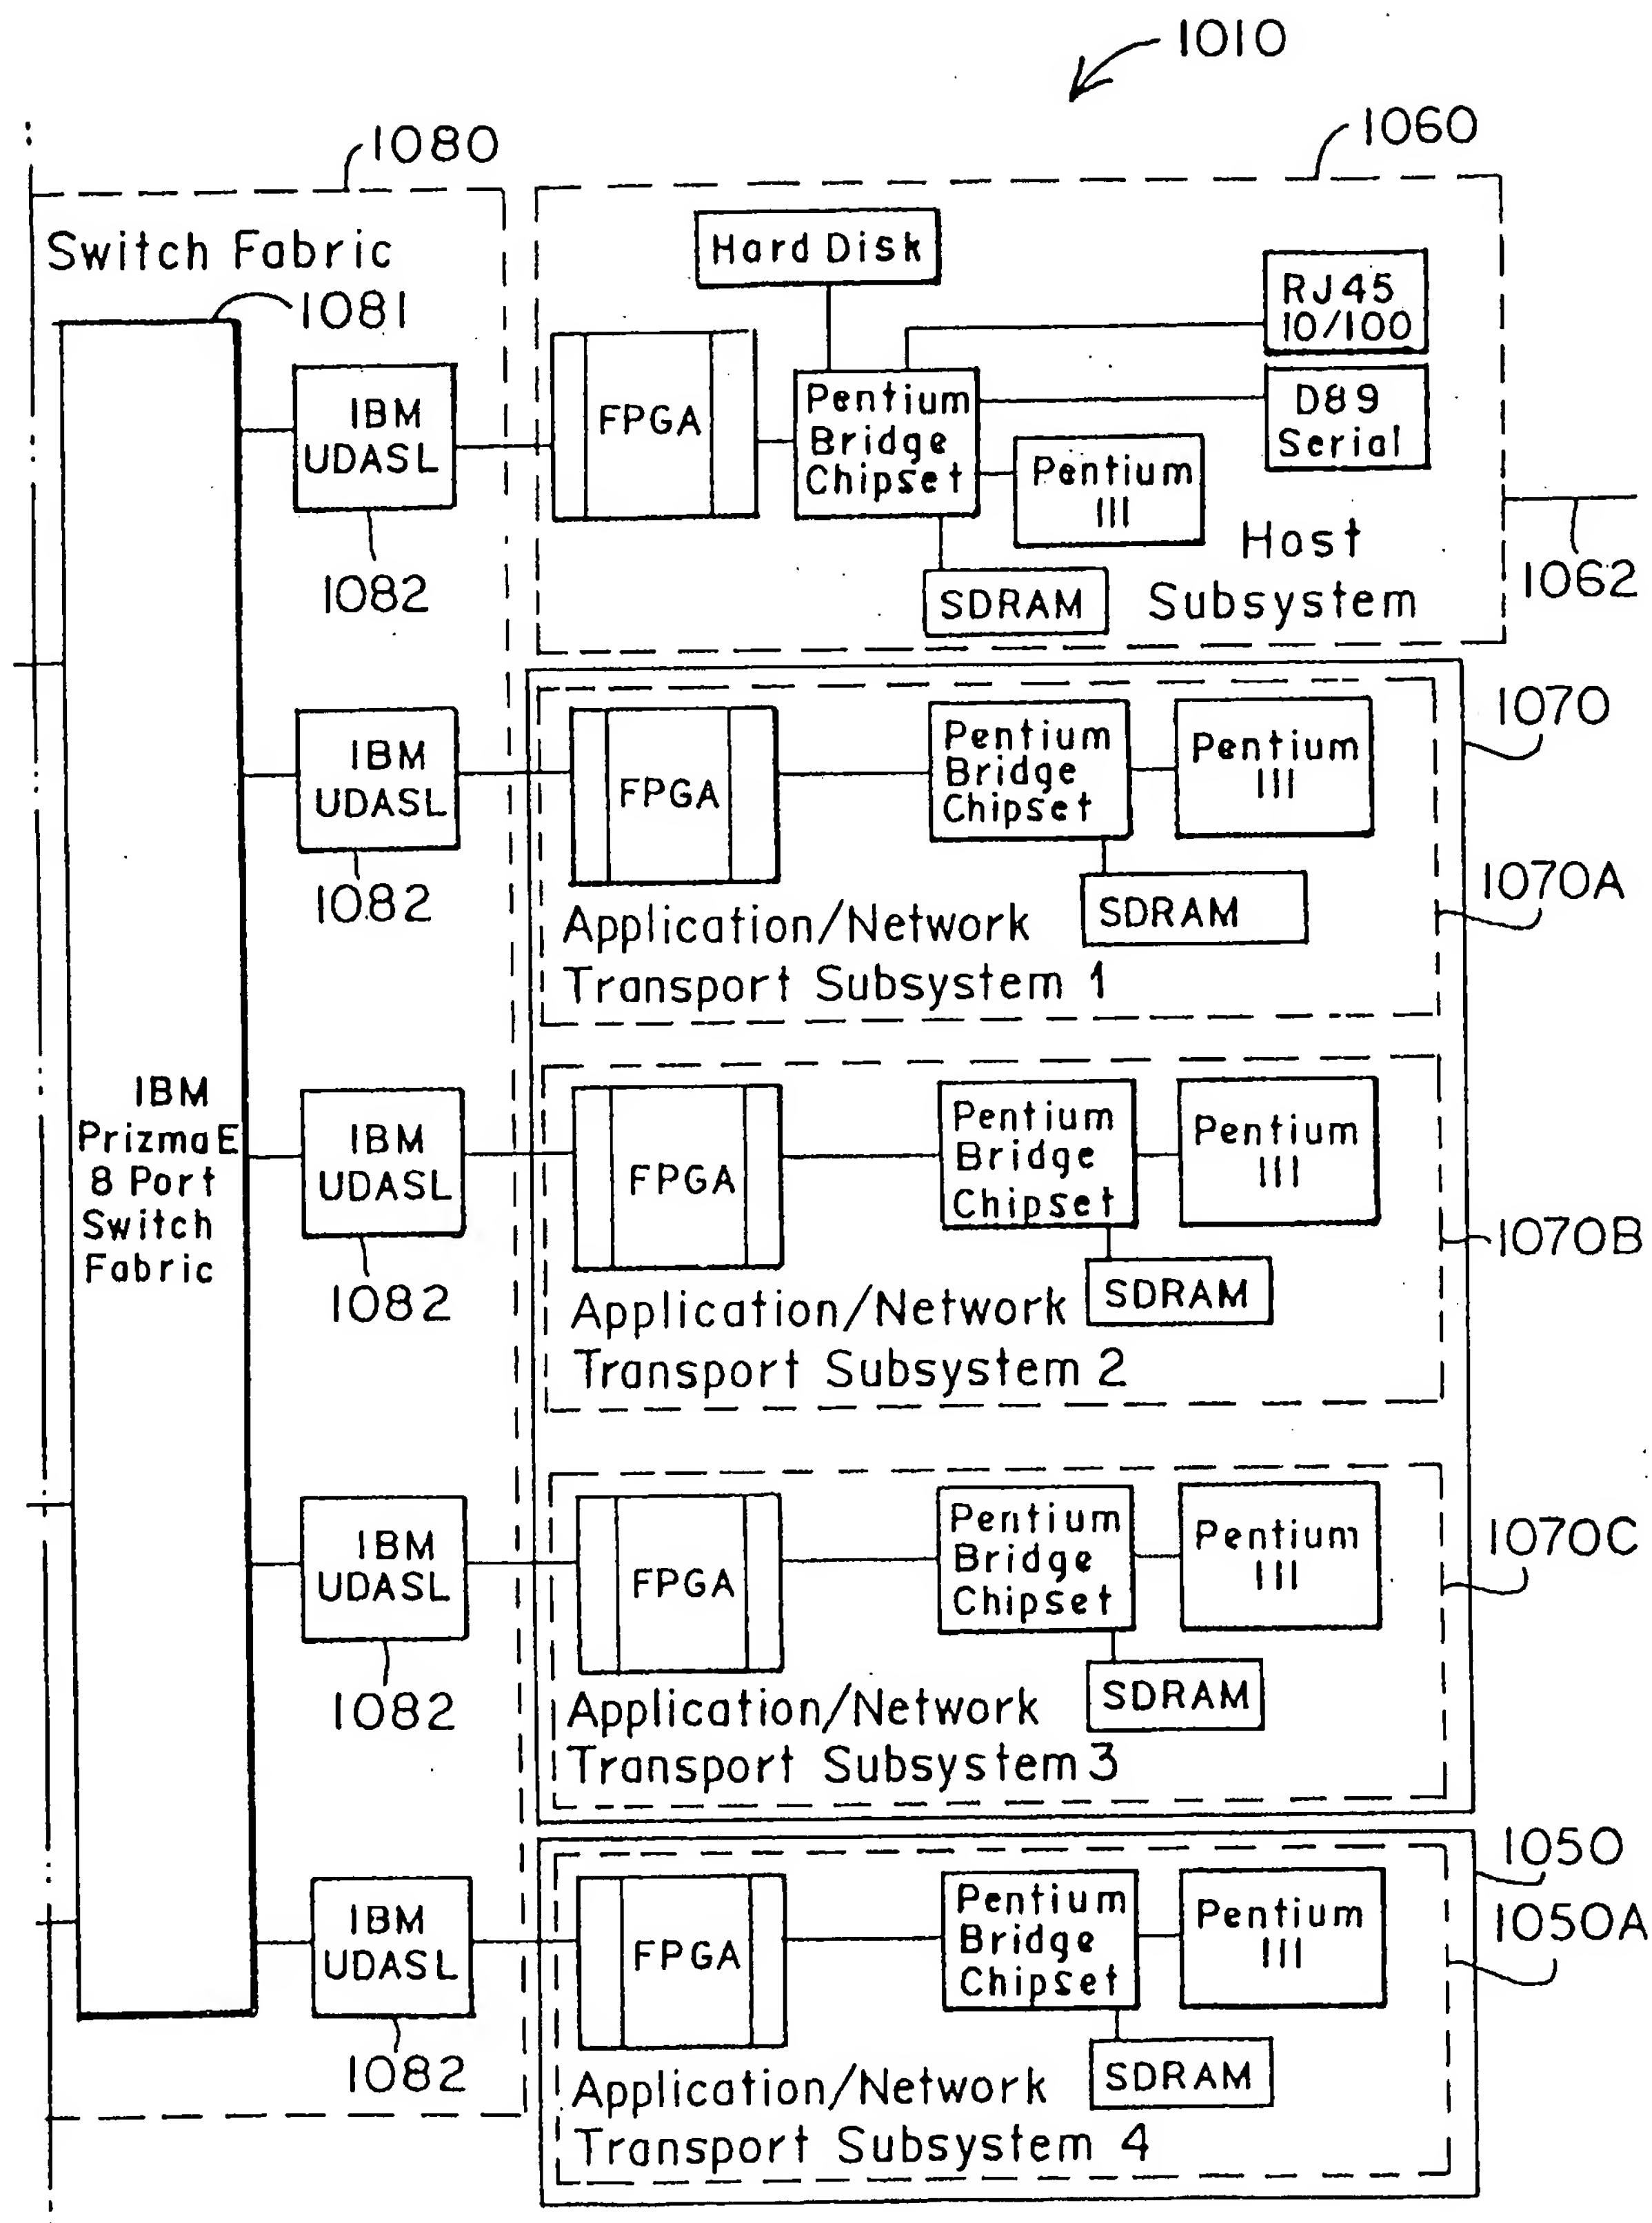 1010
1080
1060
Switch Fabric
1081
Hard Disk
RJ45
10/100
D89
Serial
IBM
UDASL
FPGA
Pentium
Bridge
Chipset
Pentium
III
SDRAM
Host
Subsystem
1062
1082
IBM
UDASL
1082
FPGA
Pentium
Bridge
Chipset
Pentium
III
SDRAM
Application/Network
Transport Subsystem 1
1070
1070A
IBM
PrizmaE
8 Port
Switch
Fabric
IBM
UDASL
1082
FPGA
Pentium
Bridge
Chipset
Pentium
III
SDRAM
Application/Network
Transport Subsystem 2
1070B
IBM
UDASL
1082
FPGA
Pentium
Bridge
Chipset
Pentium
III
SDRAM
Application/Network
Transport Subsystem 3
1070C
IBM
UDASL
1082
FPGA
Pentium
Bridge
Chipset
Pentium
III
SDRAM
Application/Network
Transport Subsystem 4
1050
1050A